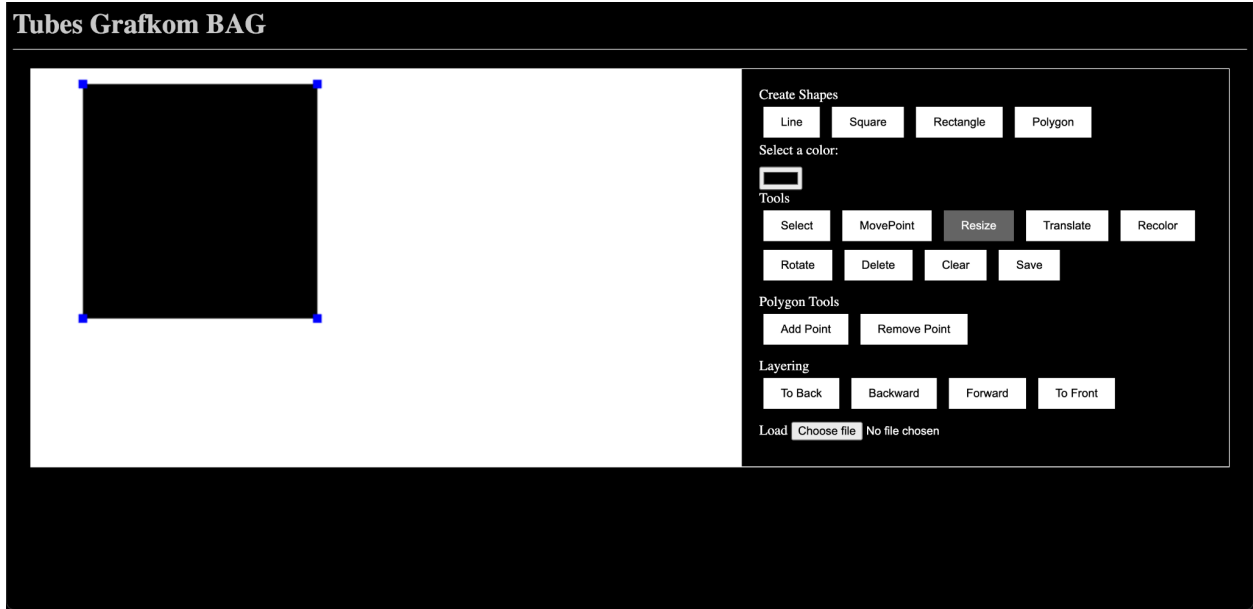 Tubes Grafkom BAG
Create Shapes
Line Square Rectangle Polygon
Select a color:
Tools
Select MovePoint Resize Translate Recolor
Rotate Delete Clear Save
Polygon Tools
Add Point Remove Point
Layering
To Back Backward Forward To Front
Load Choose file No file chosen